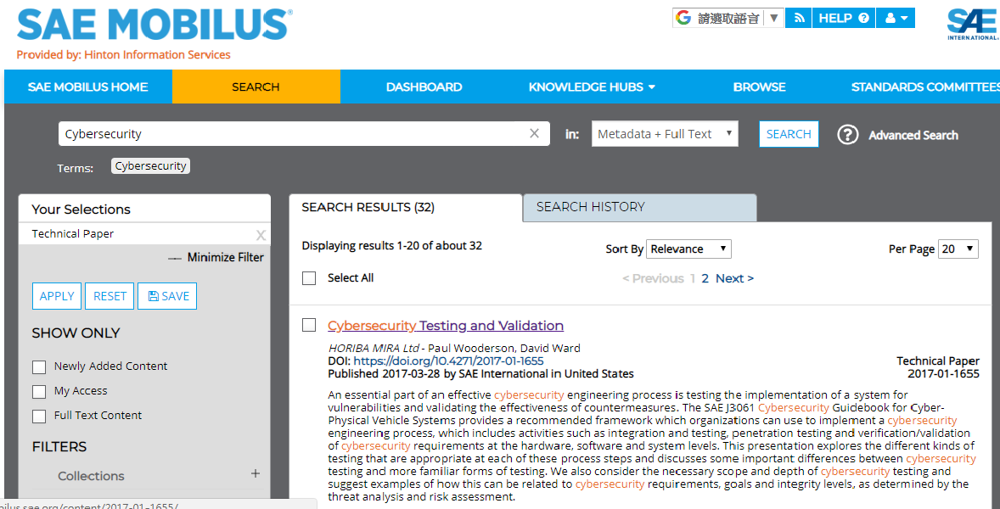 SAE MOBILUS®
Provided by: Hinton Information Services
請選取語言 ▼
HELP ?
SAE
INTERNATIONAL.
SAE MOBILUS HOME
SEARCH
DASHBOARD
KNOWLEDGE HUBS
BROWSE
STANDARDS COMMITTEES
Cybersecurity
in:
Metadata + Full Text
SEARCH
? Advanced Search
Terms: Cybersecurity
Your Selections
Technical Paper X
— Minimize Filter
APPLY
RESET
SAVE
SHOW ONLY
Newly Added Content
My Access
Full Text Content
FILTERS
Collections +
SEARCH RESULTS (32)
SEARCH HISTORY
Displaying results 1-20 of about 32
Sort By Relevance
Per Page 20
Select All
< Previous 1 2 Next >
Cybersecurity Testing and Validation
HORIBA MIRA Ltd - Paul Wooderson, David Ward
DOI: https://doi.org/10.4271/2017-01-1655
Technical Paper
Published 2017-03-28 by SAE International in United States
2017-01-1655
An essential part of an effective cybersecurity engineering process is testing the implementation of a system for
vulnerabilities and validating the effectiveness of countermeasures. The SAE J3061 Cybersecurity Guidebook for Cyber-
Physical Vehicle Systems provides a recommended framework which organizations can use to implement a cybersecurity
engineering process, which includes activities such as integration and testing, penetration testing and verification/validation
of cybersecurity requirements at the hardware, software and system levels. This presentation explores the different kinds of
testing that are appropriate at each of these process steps and discusses some important differences between cybersecurity
testing and more familiar forms of testing. We also consider the necessary scope and depth of cybersecurity testing and
suggest examples of how this can be related to cybersecurity requirements, goals and integrity levels, as determined by the
threat analysis and risk assessment.
bilus.sae.org/content/2017-01-1655/